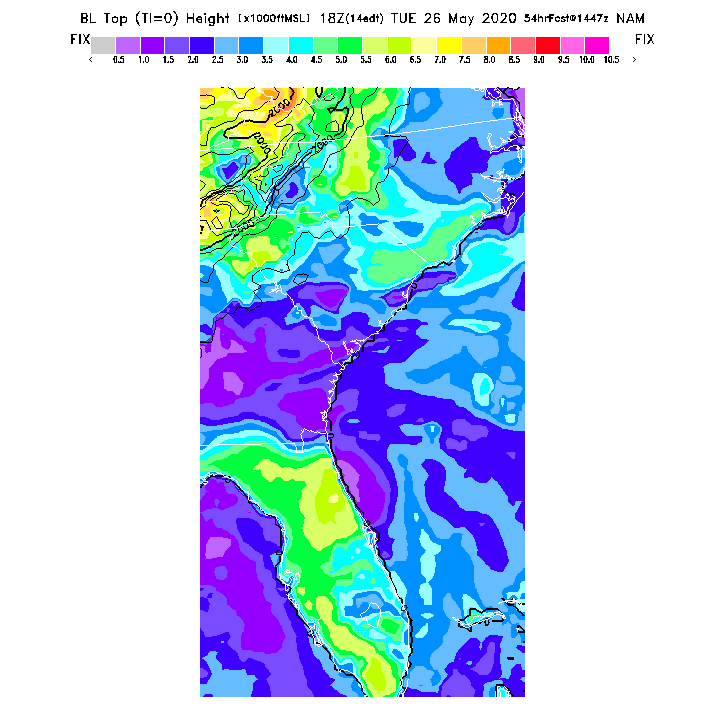 BL Top (TI=0) Height [x1000ftMSL] 18Z(14edt) TUE 26 May 2020 54hrFcst@1447z NAM
FIX FIX
< 0.5 1.0 1.5 2.0 2.5 3.0 3.5 4.0 4.5 5.0 5.5 6.0 6.5 7.0 7.5 8.0 8.5 9.0 9.5 10.0 10.5 >
2000
2000